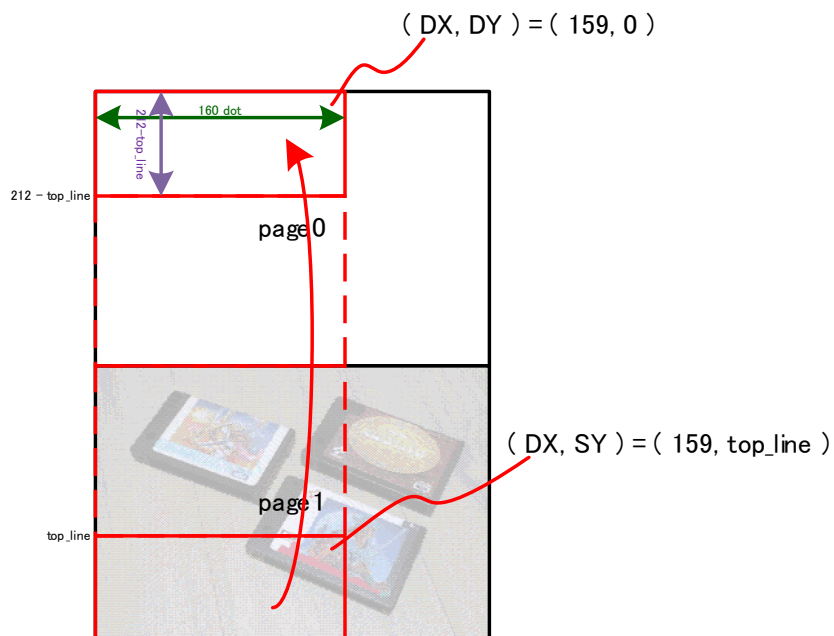 ( DX, DY ) = ( 159, 0 )
160 dot
212-top_line
212 - top_line
page0
( DX, SY ) = ( 159, top_line )
page1
top_line